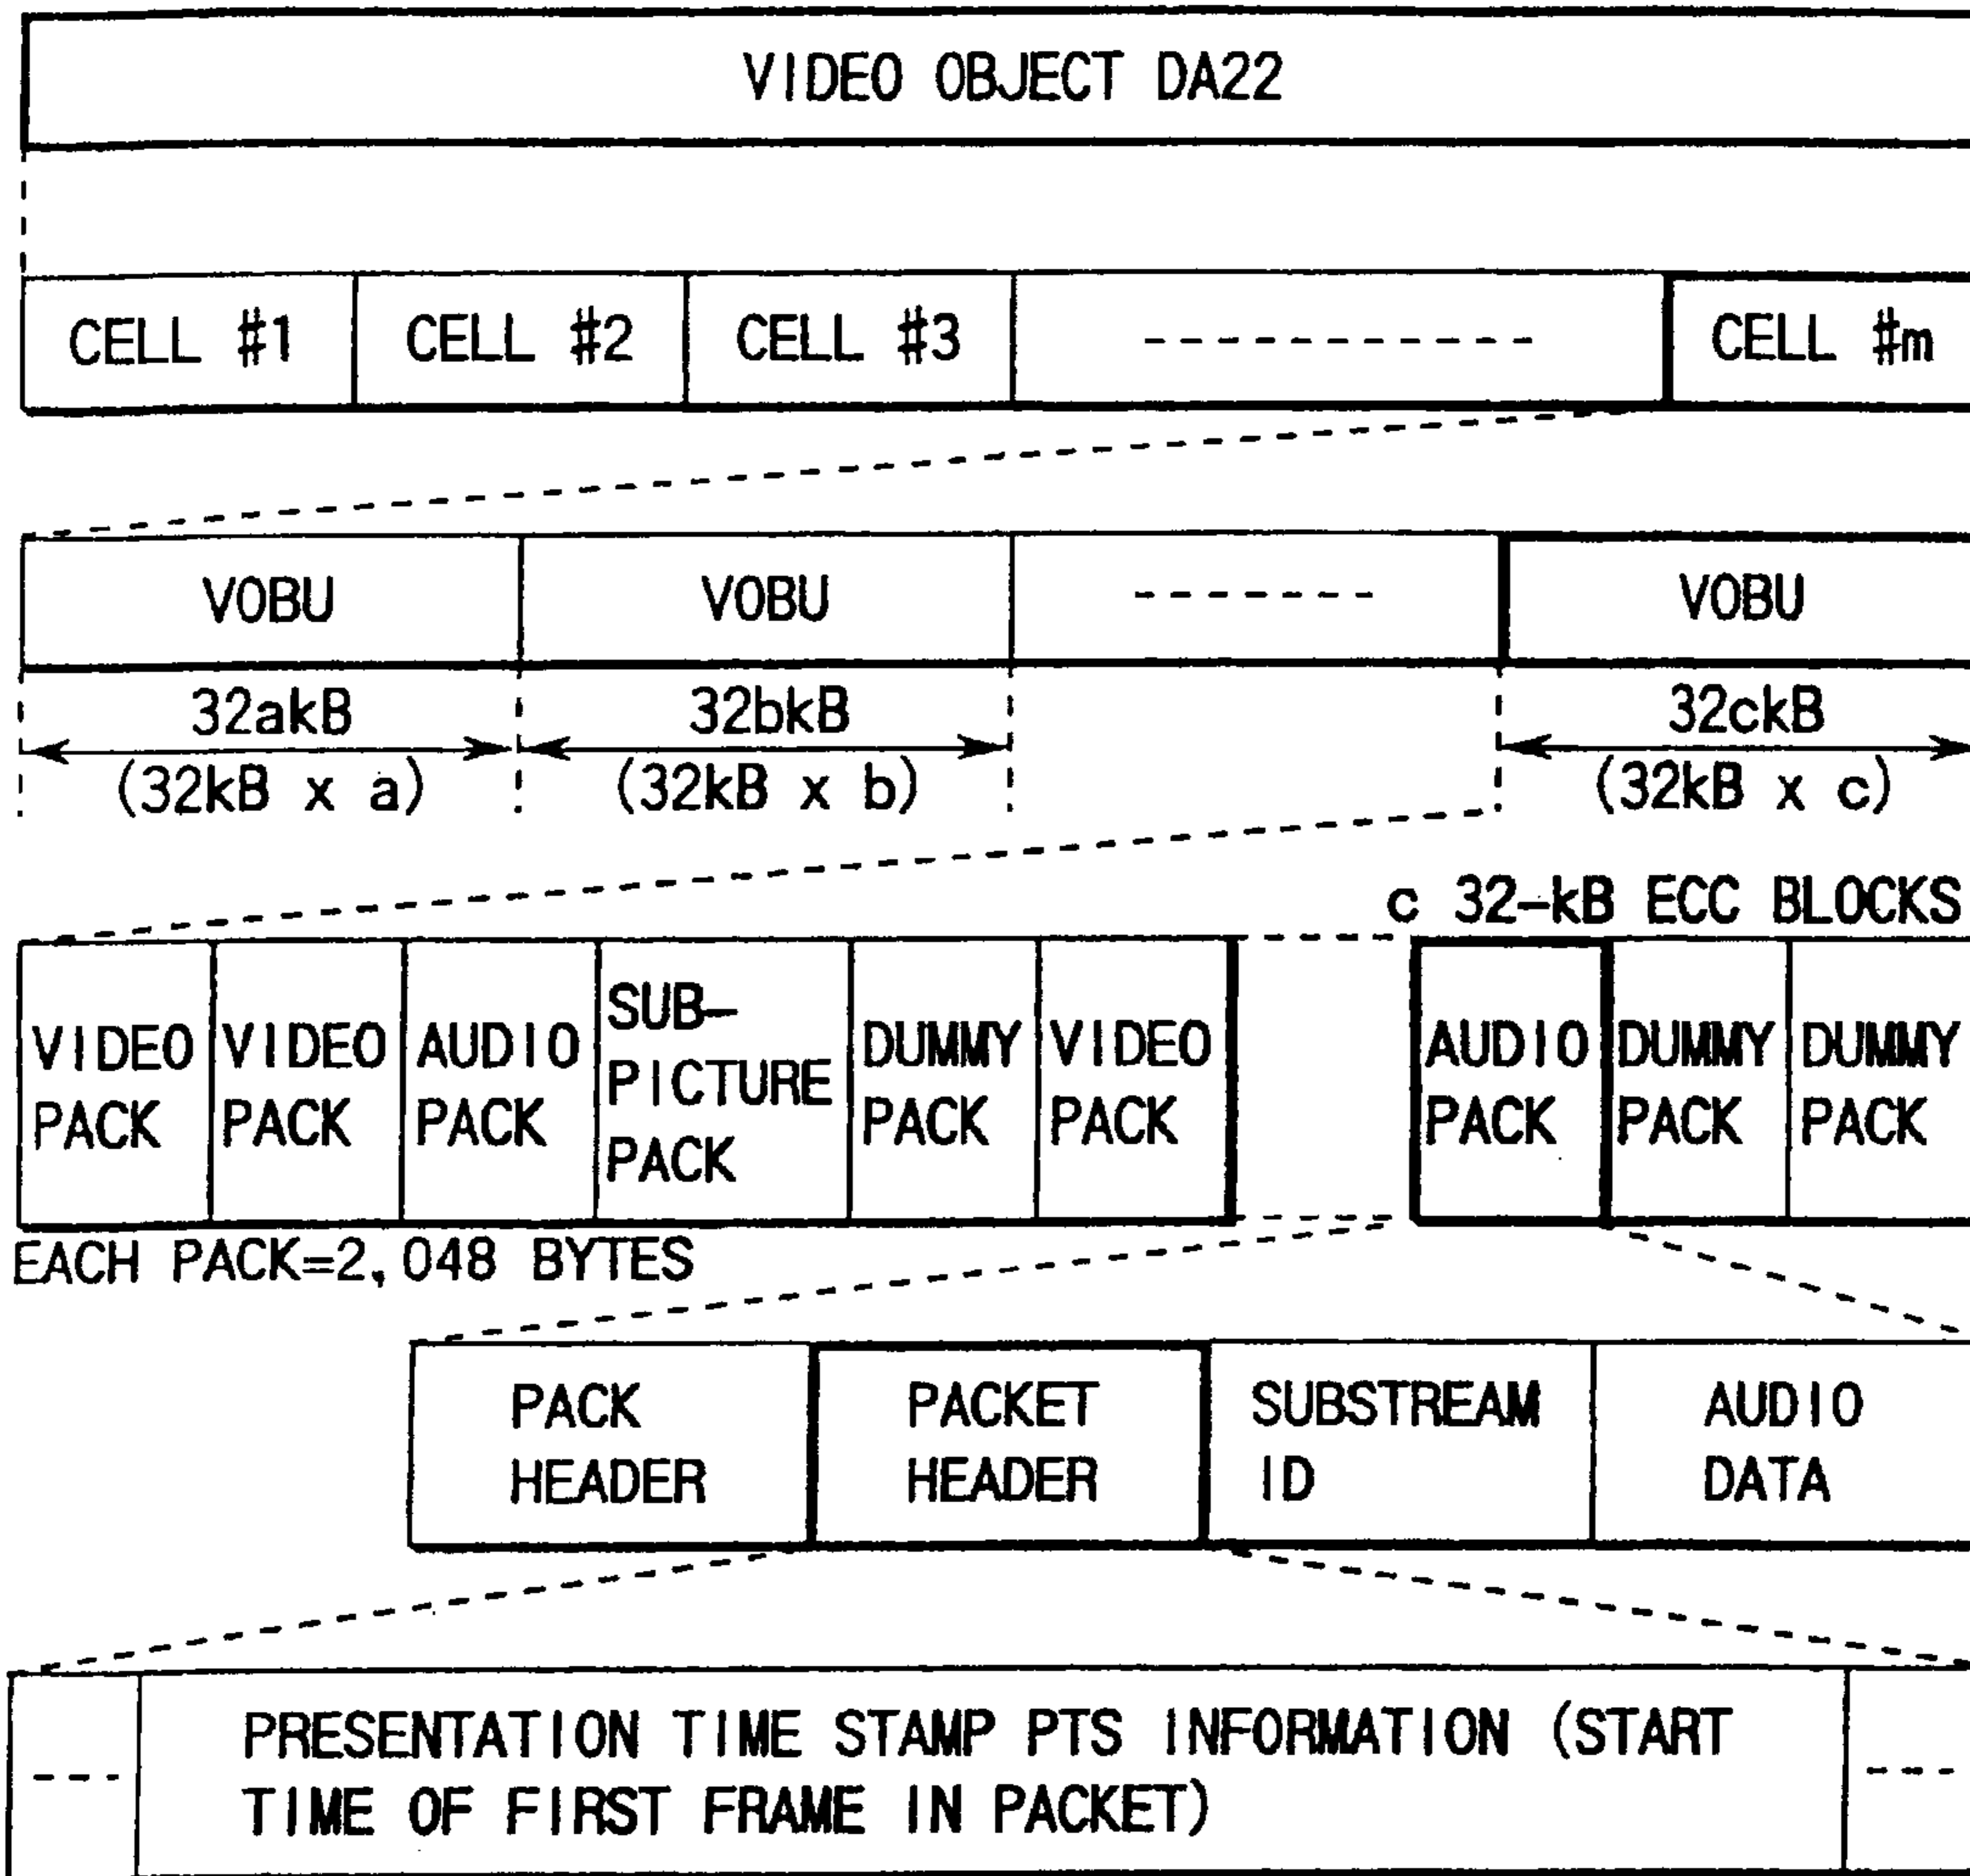 VIDEO OBJECT DA22
CELL #1 CELL #2 CELL #3 ----------- CELL #m
VOBU VOBU ------- VOBU
32akB 32bkB 32ckB
(32kB x a) (32kB x b) (32kB x c)
c 32-kB ECC BLOCKS
VIDEO PACK
VIDEO PACK
AUDIO PACK
SUB-
PICTURE
PACK
DUMMY PACK
VIDEO PACK
AUDIO PACK
DUMMY PACK
DUMMY PACK
EACH PACK=2,048 BYTES
PACK
HEADER
PACKET
HEADER
SUBSTREAM
ID
AUDIO
DATA
--- PRESENTATION TIME STAMP PTS INFORMATION (START ---
TIME OF FIRST FRAME IN PACKET)